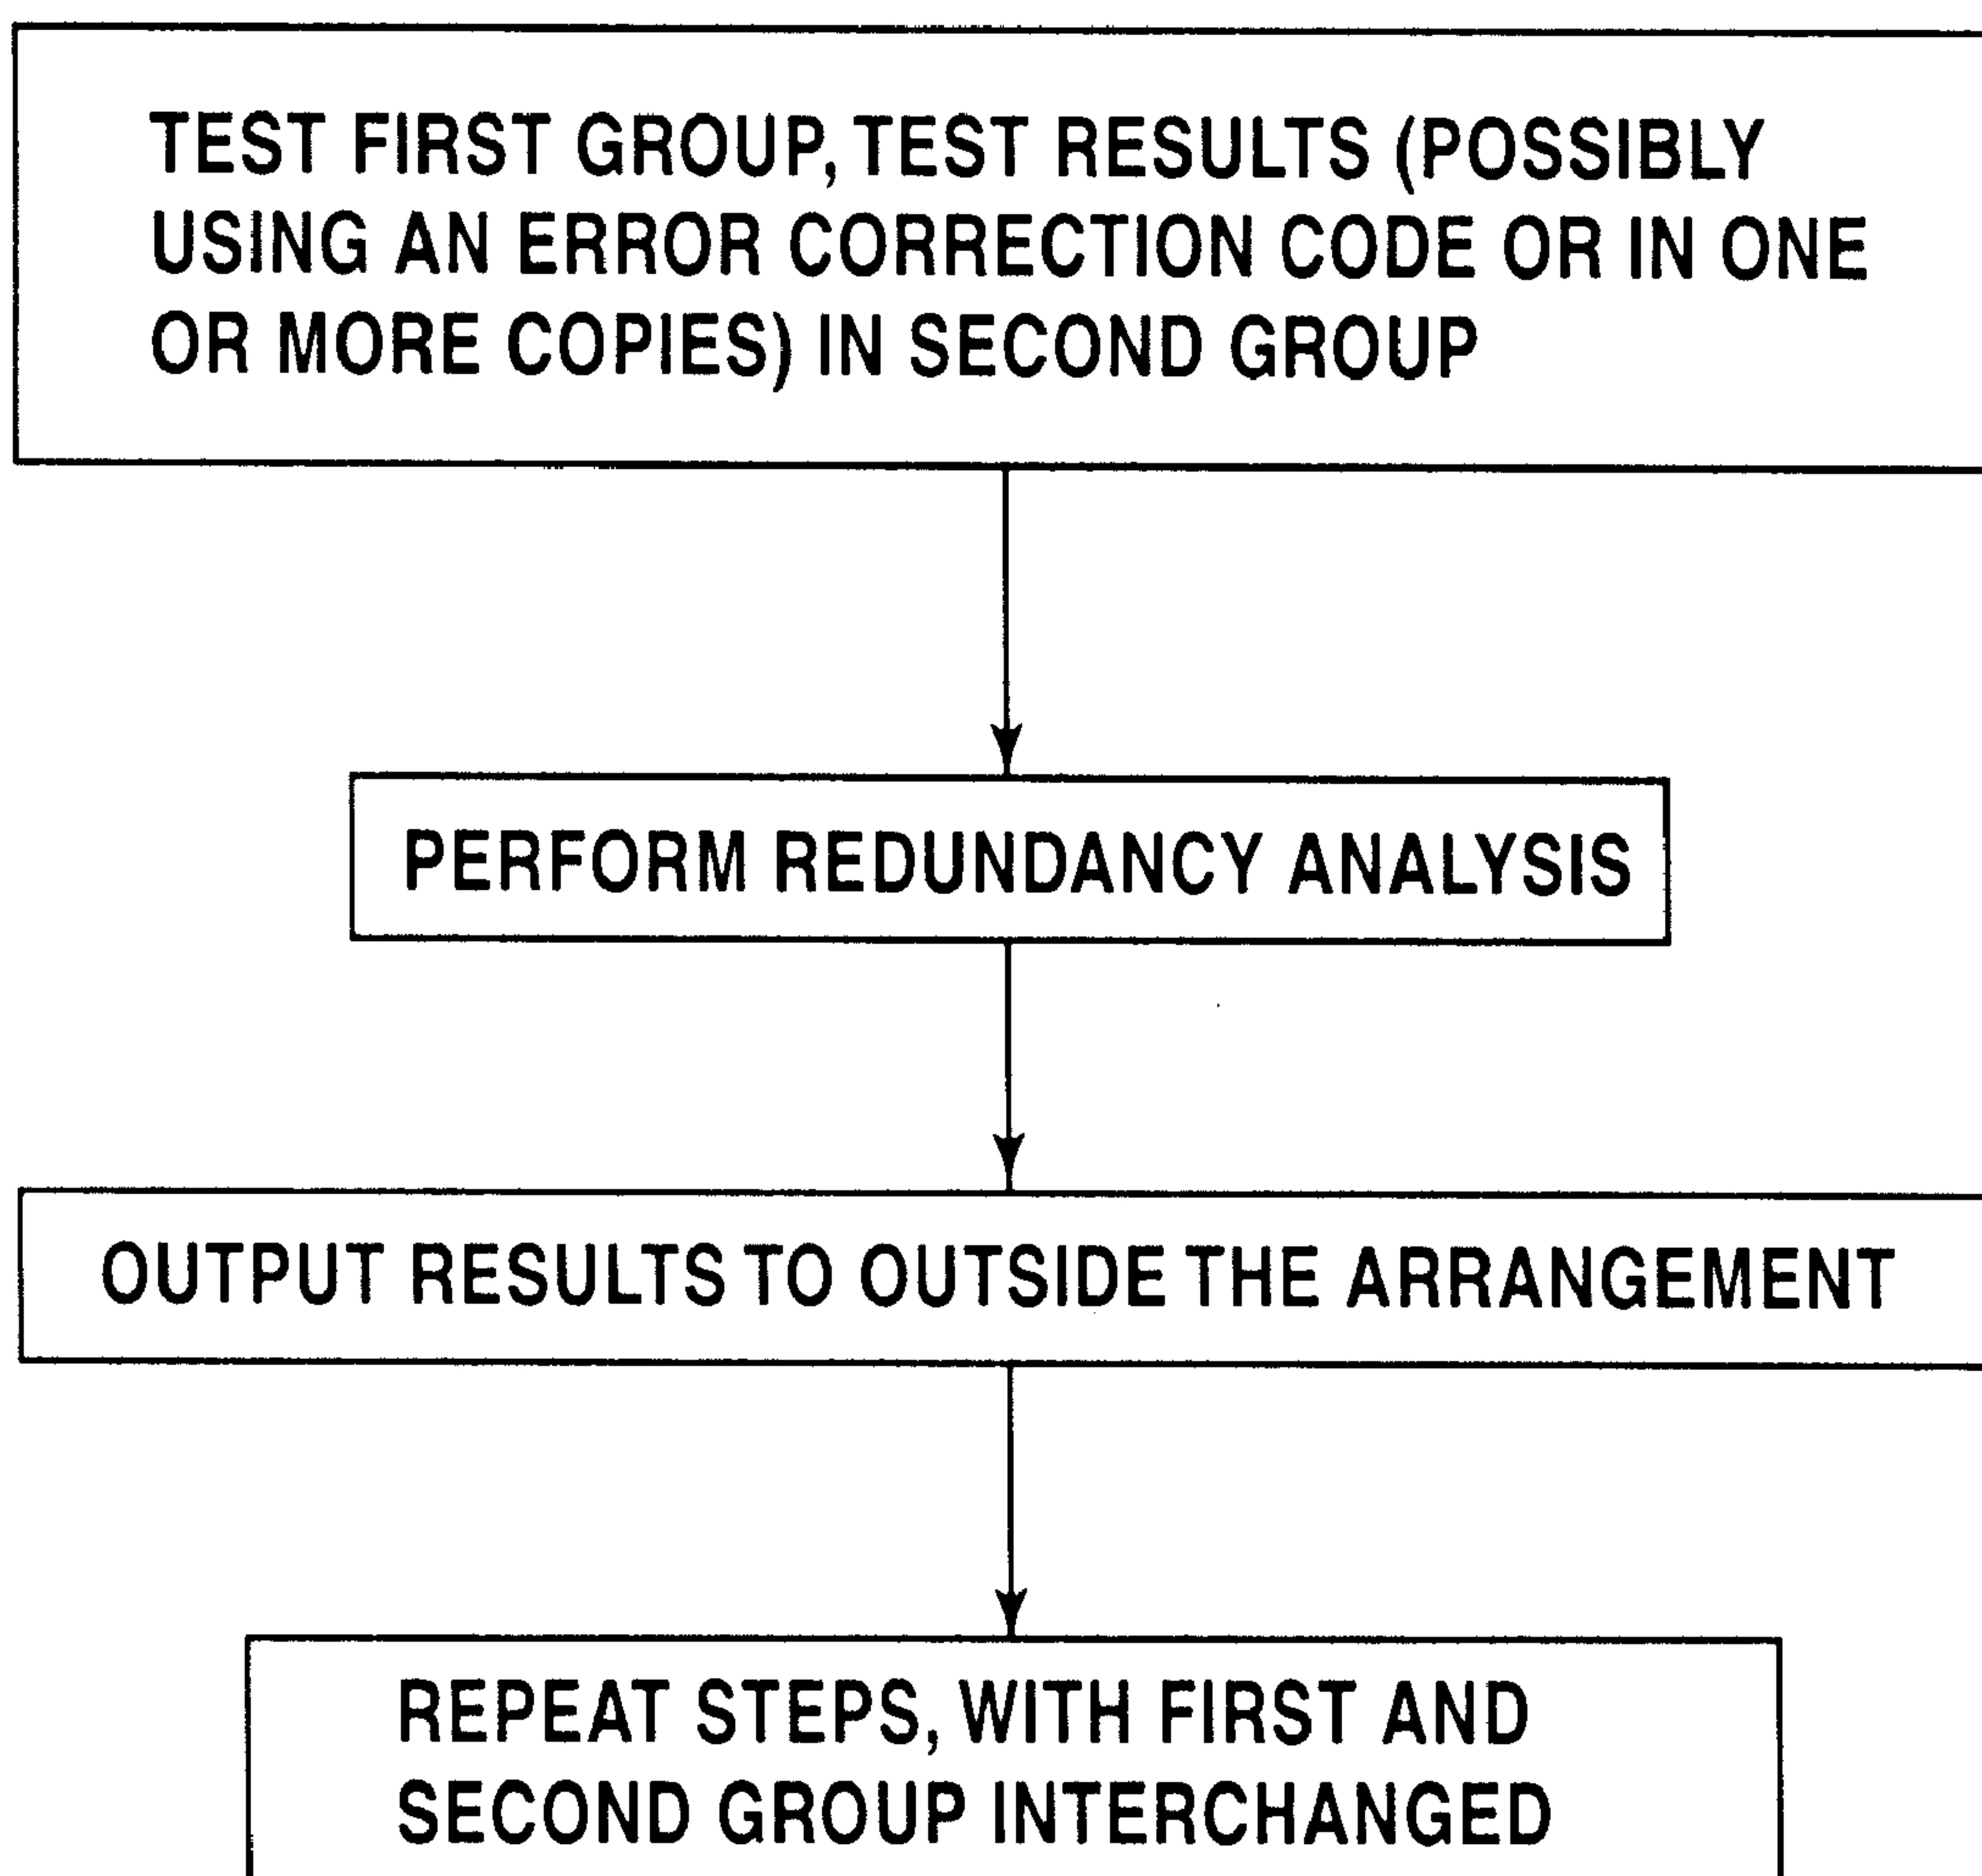 TEST FIRST GROUP, TEST RESULTS (POSSIBLY
USING AN ERROR CORRECTION CODE OR IN ONE
OR MORE COPIES) IN SECOND GROUP
PERFORM REDUNDANCY ANALYSIS
OUTPUT RESULTS TO OUTSIDE THE ARRANGEMENT
REPEAT STEPS, WITH FIRST AND
SECOND GROUP INTERCHANGED